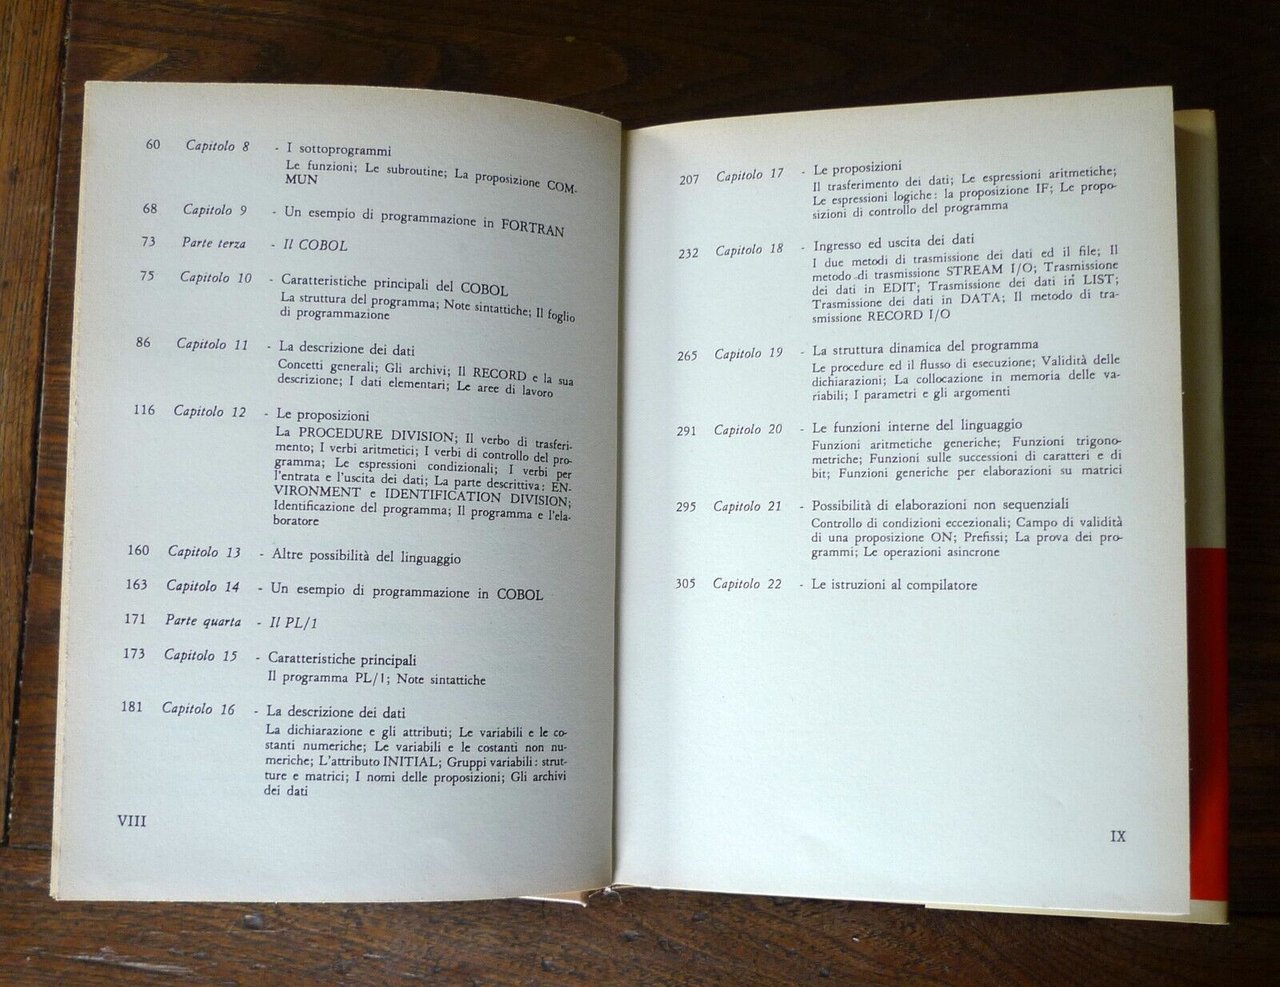 60 Capitolo 8 - I sottoprogrammi
Le funzioni; Le subroutine; La proposizione COM-
MUN
68 Capitolo 9 - Un esempio di programmazione in FORTRAN
73 Parte terza - Il COBOL
75 Capitolo 10 - Caratteristiche principali del COBOL
La struttura del programma; Note sintattiche; Il foglio
di programmazione
86 Capitolo 11 - La descrizione dei dati
Concetti generali; Gli archivi; Il RECORD e la sua
descrizione; I dati elementari; Le aree di lavoro
116 Capitolo 12 - Le proposizioni
La PROCEDURE DIVISION; Il verbo di trasferi-
mento; I verbi aritmetici; I verbi di controllo del pro-
gramma; Le espressioni condizionali; I verbi per
l'entrata e l'uscita dei dati; La parte descrittiva: EN-
VIRONMENT e IDENTIFICATION DIVISION;
Identificazione del programma; Il programma e l'ela-
boratore
160 Capitolo 13 - Altre possibilità del linguaggio
163 Capitolo 14 - Un esempio di programmazione in COBOL
171 Parte quarta - Il PL/1
173 Capitolo 15 - Caratteristiche principali
Il programma PL/1; Note sintattiche
181 Capitolo 16 - La descrizione dei dati
La dichiarazione e gli attributi; Le variabili e le co-
stanti numeriche; Le variabili e le costanti non nu-
meriche; L'attributo INITIAL; Gruppi variabili: strut-
ture e matrici; I nomi delle proposizioni; Gli archivi
dei dati
VIII
207 Capitolo 17 - Le proposizioni
Il trasferimento dei dati; Le espressioni aritmetiche;
Le espressioni logiche: la proposizione IF; Le propo-
sizioni di controllo del programma
232 Capitolo 18 - Ingresso ed uscita dei dati
I due metodi di trasmissione dei dati ed il file; Il
metodo di trasmissione STREAM I/O; Trasmissione
dei dati in EDIT; Trasmissione dei dati in LIST;
Trasmissione dei dati in DATA; Il metodo di tra-
smissione RECORD I/O
265 Capitolo 19 - La struttura dinamica del programma
Le procedure ed il flusso di esecuzione; Validità delle
dichiarazioni; La collocazione in memoria delle va-
riabili; I parametri e gli argomenti
291 Capitolo 20 - Le funzioni interne del linguaggio
Funzioni aritmetiche generiche; Funzioni trigono-
metriche; Funzioni sulle successioni di caratteri e di
bit; Funzioni generiche per elaborazioni su matrici
295 Capitolo 21 - Possibilità di elaborazioni non sequenziali
Controllo di condizioni eccezionali; Campo di validità
di una proposizione ON; Prefissi; La prova dei pro-
grammi; Le operazioni asincrone
305 Capitolo 22 - Le istruzioni al compilatore
IX